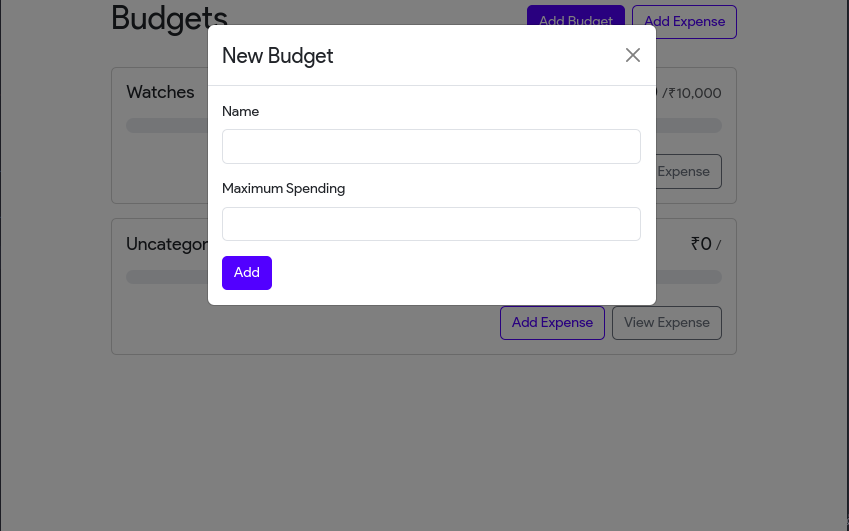 Budgets
Add Budget
Add Expense
New Budget
Watches
/₹10,000
Name
Expense
Maximum Spending
Uncategor
₹0 /
Add
Add Expense
View Expense